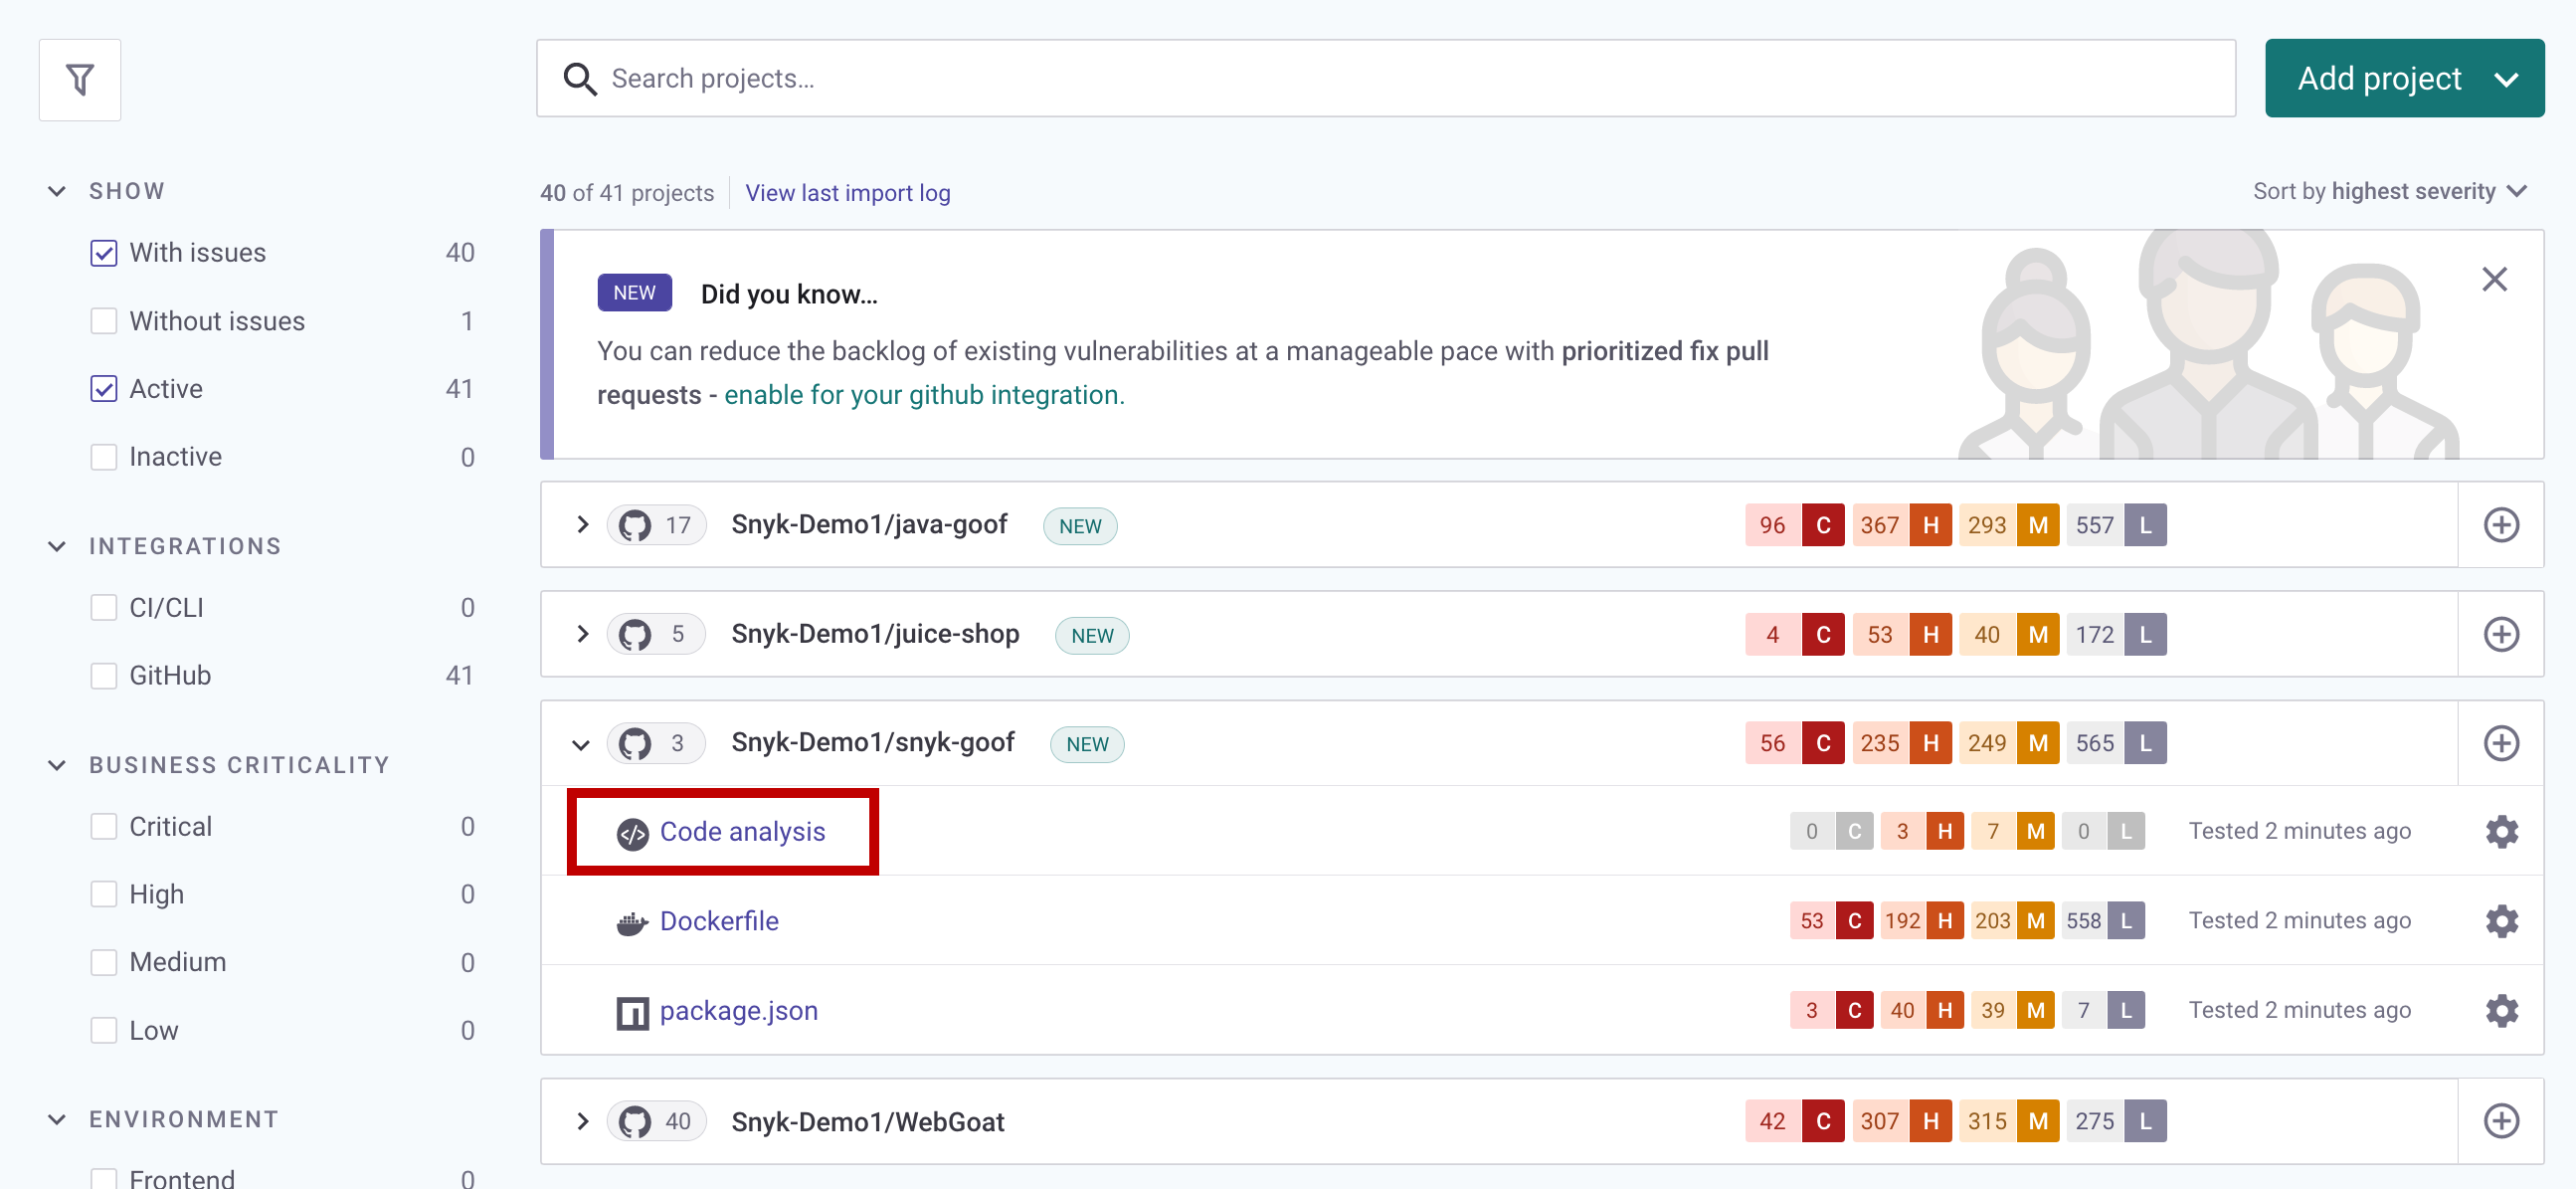 Search projects...
Add project
SHOW
With issues 40
Without issues 1
Active 41
Inactive 0
INTEGRATIONS
CI/CLI 0
GitHub 41
BUSINESS CRITICALITY
Critical 0
High 0
Medium 0
Low 0
ENVIRONMENT
Frontend 0
40 of 41 projects View last import log
Sort by highest severity
NEW Did you know...
You can reduce the backlog of existing vulnerabilities at a manageable pace with prioritized fix pull
requests - enable for your github integration.
17 Snyk-Demo1/java-goof NEW 96 C 367 H 293 M 557 L
5 Snyk-Demo1/juice-shop NEW 4 C 53 H 40 M 172 L
3 Snyk-Demo1/snyk-goof NEW 56 C 235 H 249 M 565 L
</> Code analysis 0 C 3 H 7 M 0 L Tested 2 minutes ago
Dockerfile 53 C 192 H 203 M 558 L Tested 2 minutes ago
package.json 3 C 40 H 39 M 7 L Tested 2 minutes ago
40 Snyk-Demo1/WebGoat 42 C 307 H 315 M 275 L